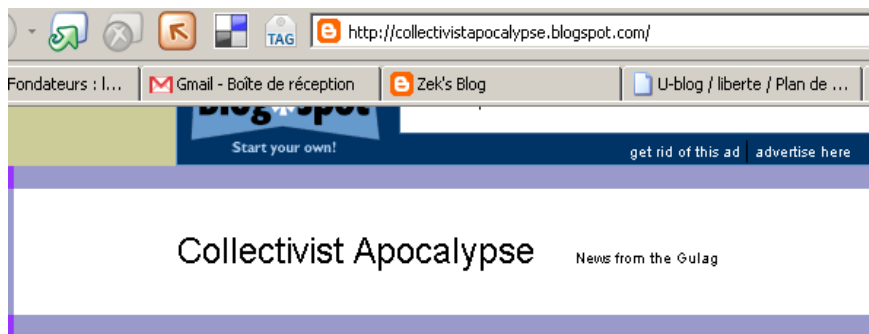 TAG http://collectivistapocalypse.blogspot.com/
Fondateurs : l... Gmail - Boîte de réception Zek's Blog U-blog / liberte / Plan de ...
Start your own!
get rid of this ad advertise here
Collectivist Apocalypse News from the Gulag